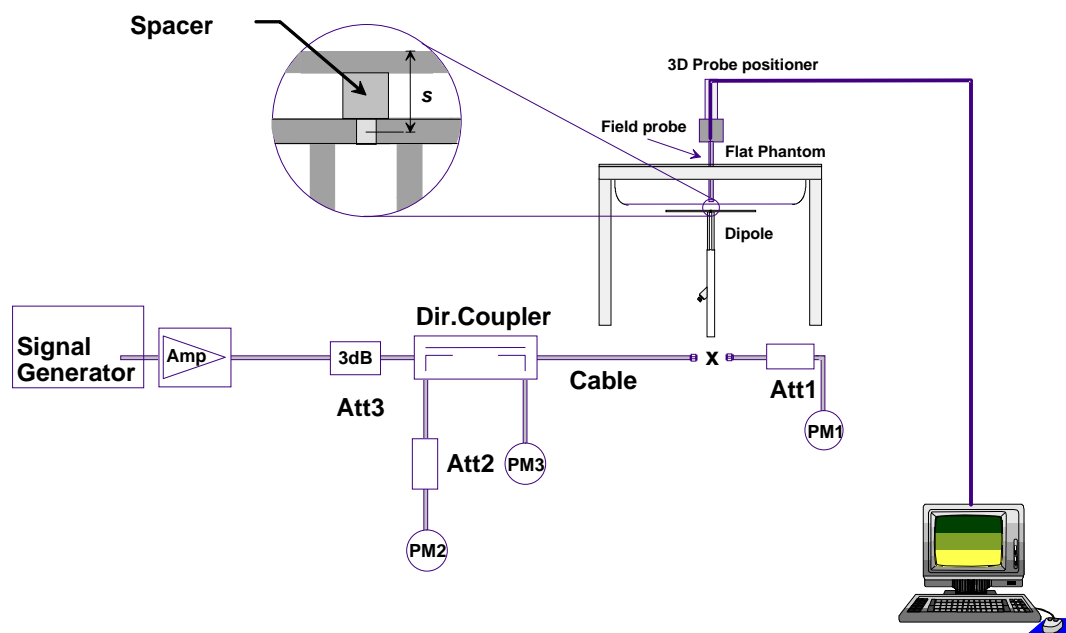 Spacer
s
3D Probe positioner
Field probe
Flat Phantom
Dipole
Dir.Coupler
Signal
Generator
Amp
3dB
Att3
Cable
x
Att1
PM1
Att2
PM3
PM2